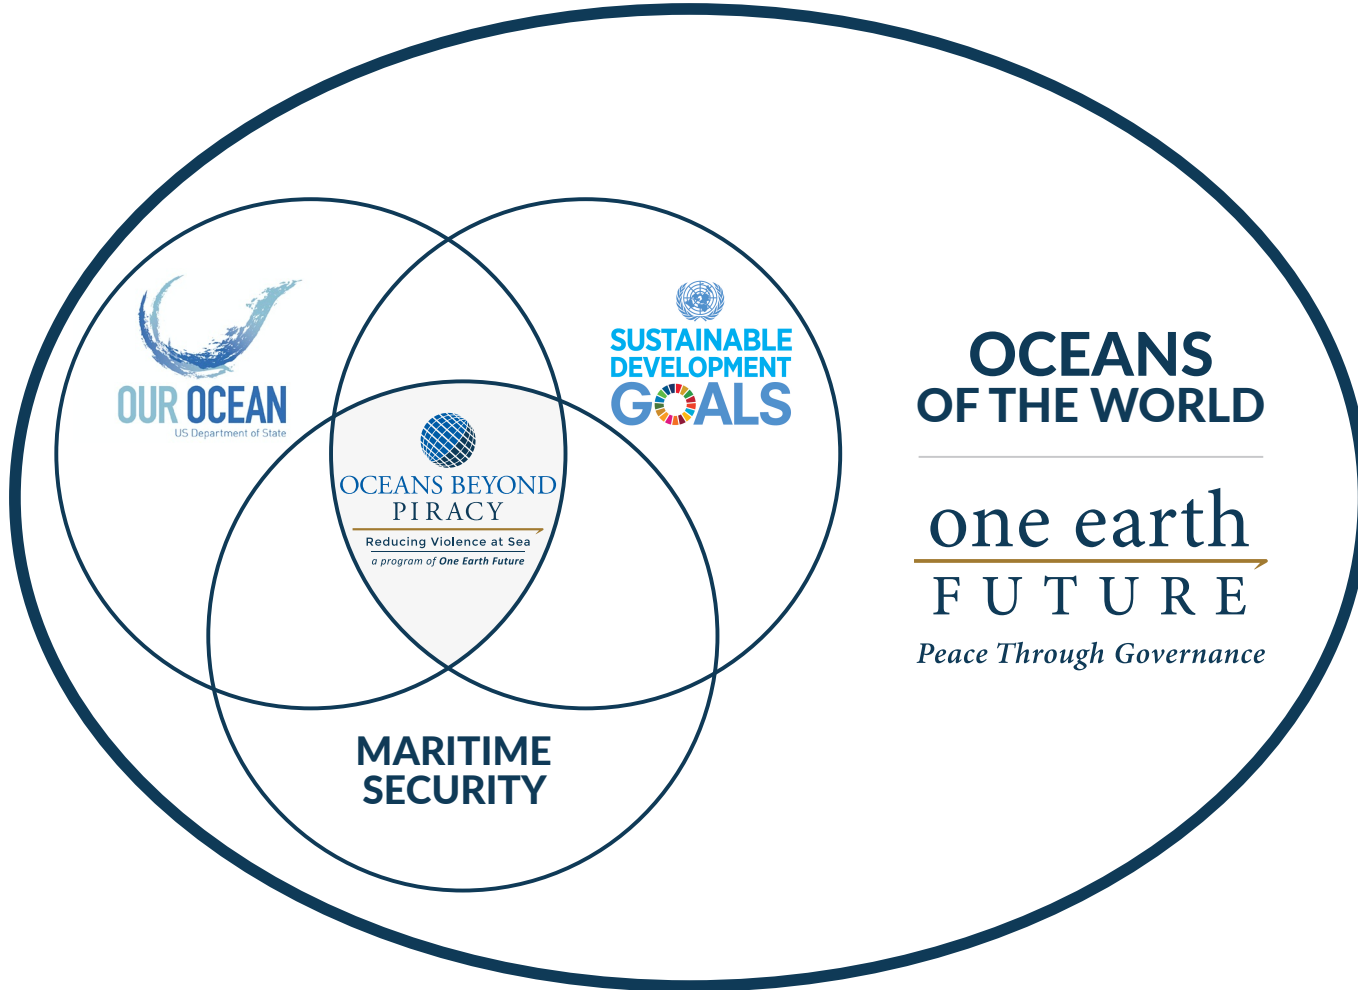 OUR OCEAN
US Department of State
SUSTAINABLE
DEVELOPMENT
GOALS
OCEANS BEYOND
PIRACY
Reducing Violence at Sea
a program of One Earth Future
MARITIME
SECURITY
OCEANS
OF THE WORLD
one earth
FUTURE
Peace Through Governance